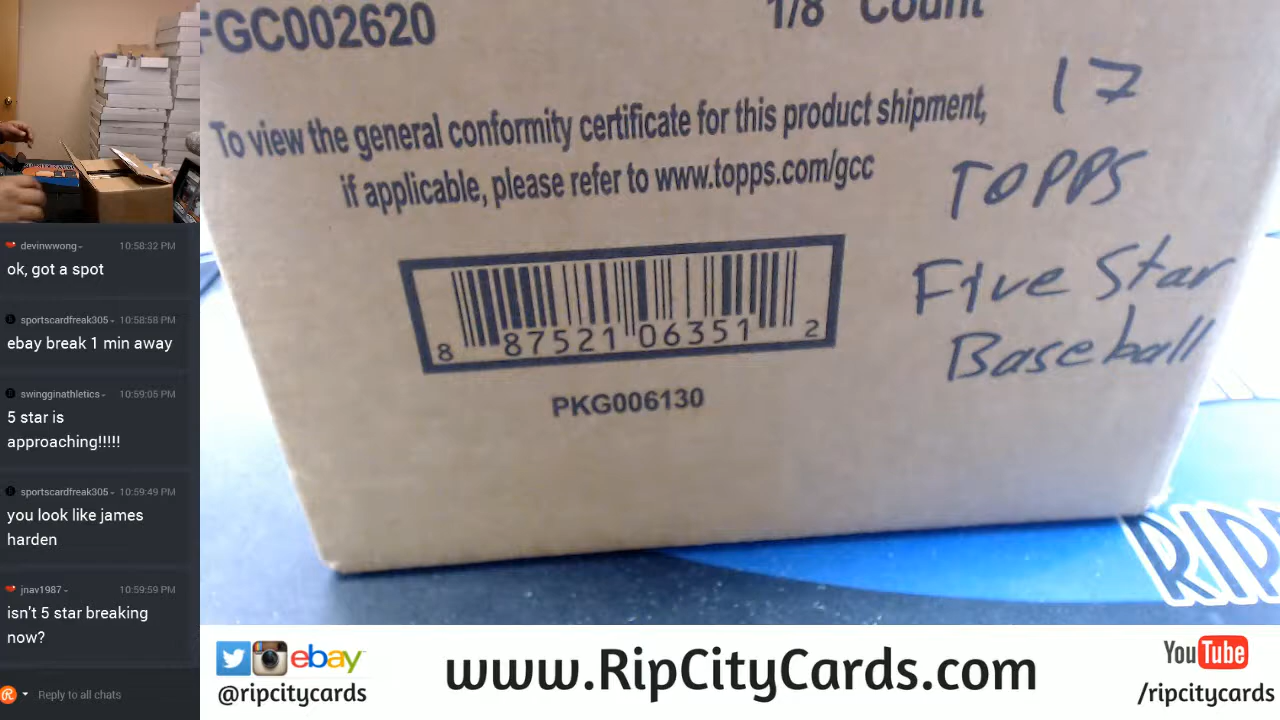 FGC002620
1/8 Count
To view the general conformity certificate for this product shipment,
if applicable, please refer to www.topps.com/gcc
17
TOPPS
Five Star
Baseball
8 87521 06351 2
PKG006130
devinwwong- 10:58:32 PM
ok, got a spot
sportscardfreak305- 10:58:58 PM
ebay break 1 min away
swingginathletics- 10:59:05 PM
5 star is
approaching!!!!!
sportscardfreak305- 10:59:49 PM
you look like james
harden
jnav1987- 10:59:59 PM
isn't 5 star breaking
now?
Reply to all chats
RIP
ebay
@ripcitycards
www.RipCityCards.com
YouTube
/ripcitycards